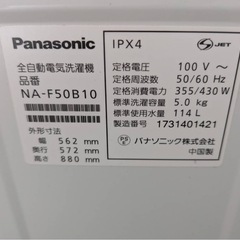 Panasonic
IPX4
JET
全自動電気洗濯機
品番
NA-F50B10
外形寸法
幅 562 mm
奥行 572 mm
高さ 880 mm
定格電圧 100 V~
定格周波数 50/60 Hz
定格消費電力 355/430 W
標準洗濯容量 5.0 kg
標準使用水量 114 L
製造番号 1731401421
パナソニック株式会社
中国製